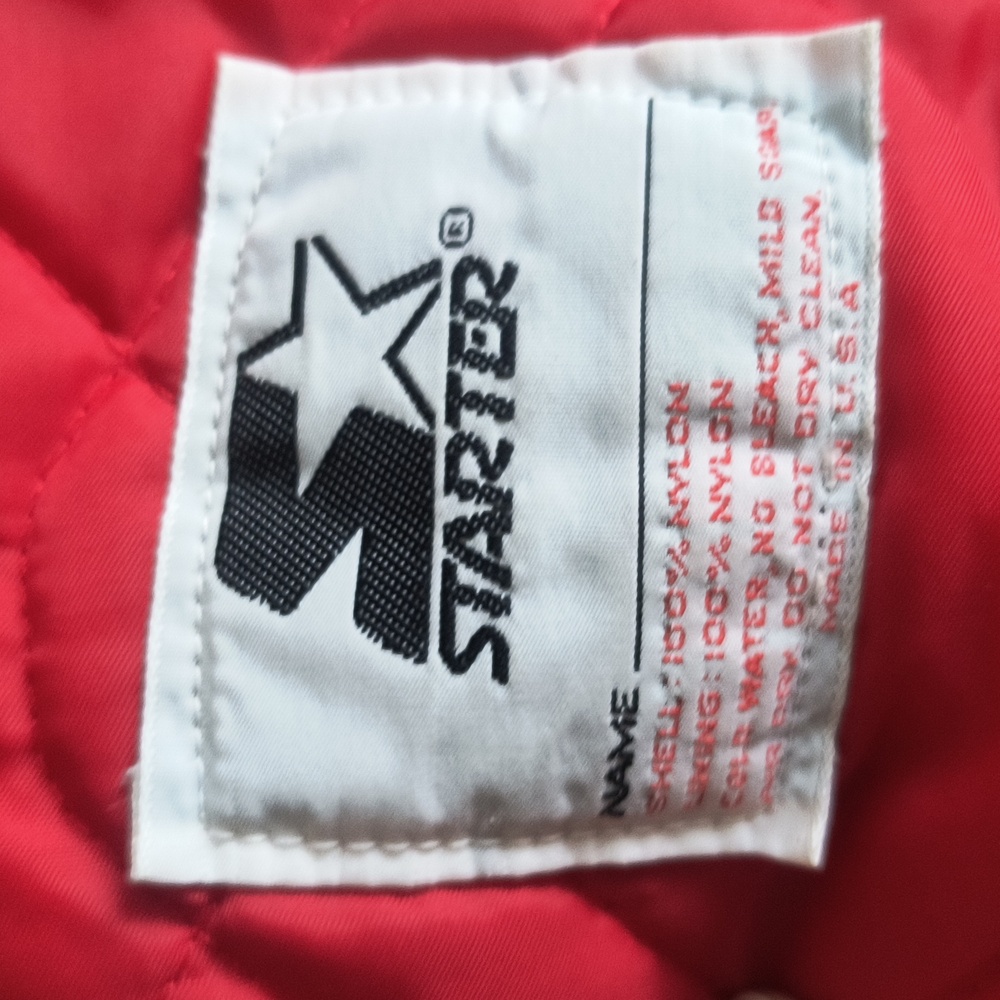 STARTER®
NAME
SHELL:100% NYLON
LINING:100% NYLON
COLD WATER, NO BLEACH, MILD SOAP.
AIR DRY. DO NOT DRY CLEAN.
MADE IN U.S.A